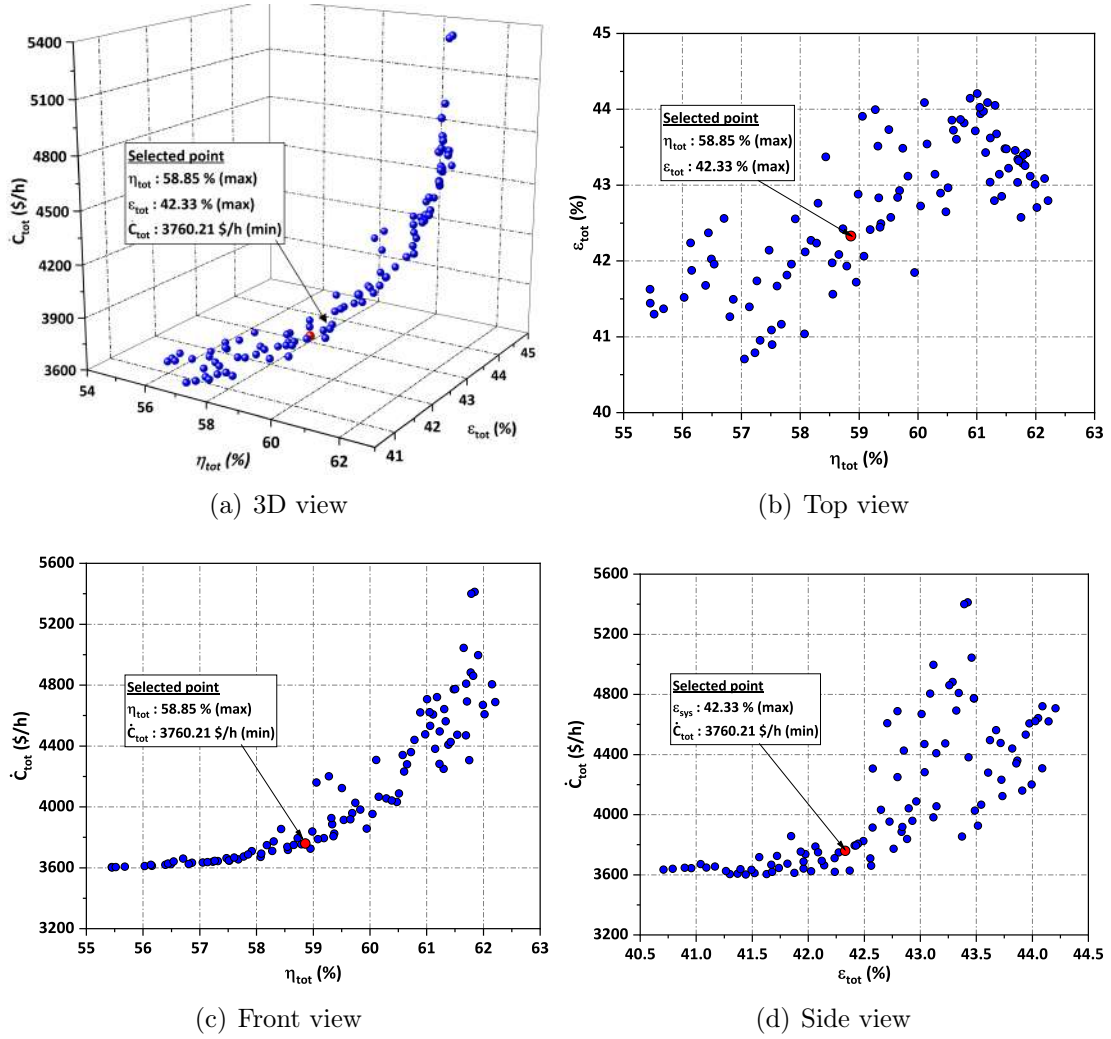 5400
5100
4800
4500
4200
3900
3600
Ċtot ($/h)
54
56
58
60
62
ηtot (%)
41
42
43
44
45
εtot (%)
Selected point
ηtot : 58.85 % (max)
εtot : 42.33 % (max)
Ċtot : 3760.21 $/h (min)
(a) 3D view
45
44
43
42
41
40
εtot (%)
Selected point
ηtot : 58.85 % (max)
εtot : 42.33 % (max)
55 56 57 58 59 60 61 62 63
ηtot (%)
(b) Top view
5600
5200
4800
4400
4000
3600
3200
Ċtot ($/h)
Selected point
ηtot : 58.85 % (max)
Ċtot : 3760.21 $/h (min)
55 56 57 58 59 60 61 62 63
ηtot (%)
(c) Front view
5600
5200
4800
4400
4000
3600
3200
Ċtot ($/h)
Selected point
εsys : 42.33 % (max)
Ċtot : 3760.21 $/h (min)
40.5 41.0 41.5 42.0 42.5 43.0 43.5 44.0 44.5
εtot (%)
(d) Side view